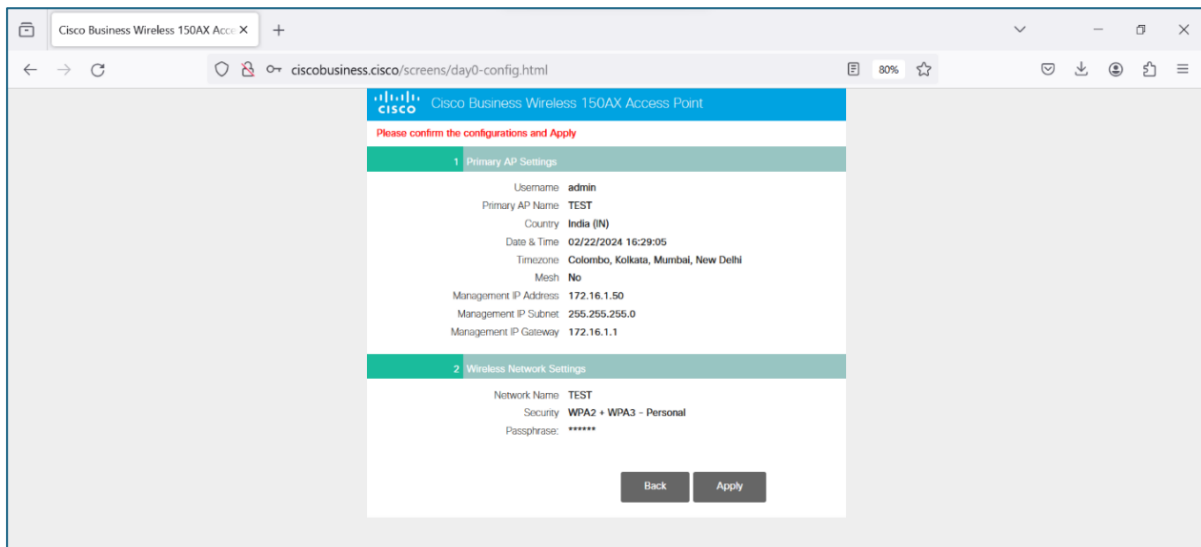 Cisco Business Wireless 150AX Acce
ciscobusiness.cisco/screens/day0-config.html
80%
CISCO
Cisco Business Wireless 150AX Access Point
Please confirm the configurations and Apply
1 Primary AP Settings
Username admin
Primary AP Name TEST
Country India (IN)
Date & Time 02/22/2024 16:29:05
Timezone Colombo, Kolkata, Mumbai, New Delhi
Mesh No
Management IP Address 172.16.1.50
Management IP Subnet 255.255.255.0
Management IP Gateway 172.16.1.1
2 Wireless Network Settings
Network Name TEST
Security WPA2 + WPA3 - Personal
Passphrase: ******
Back Apply